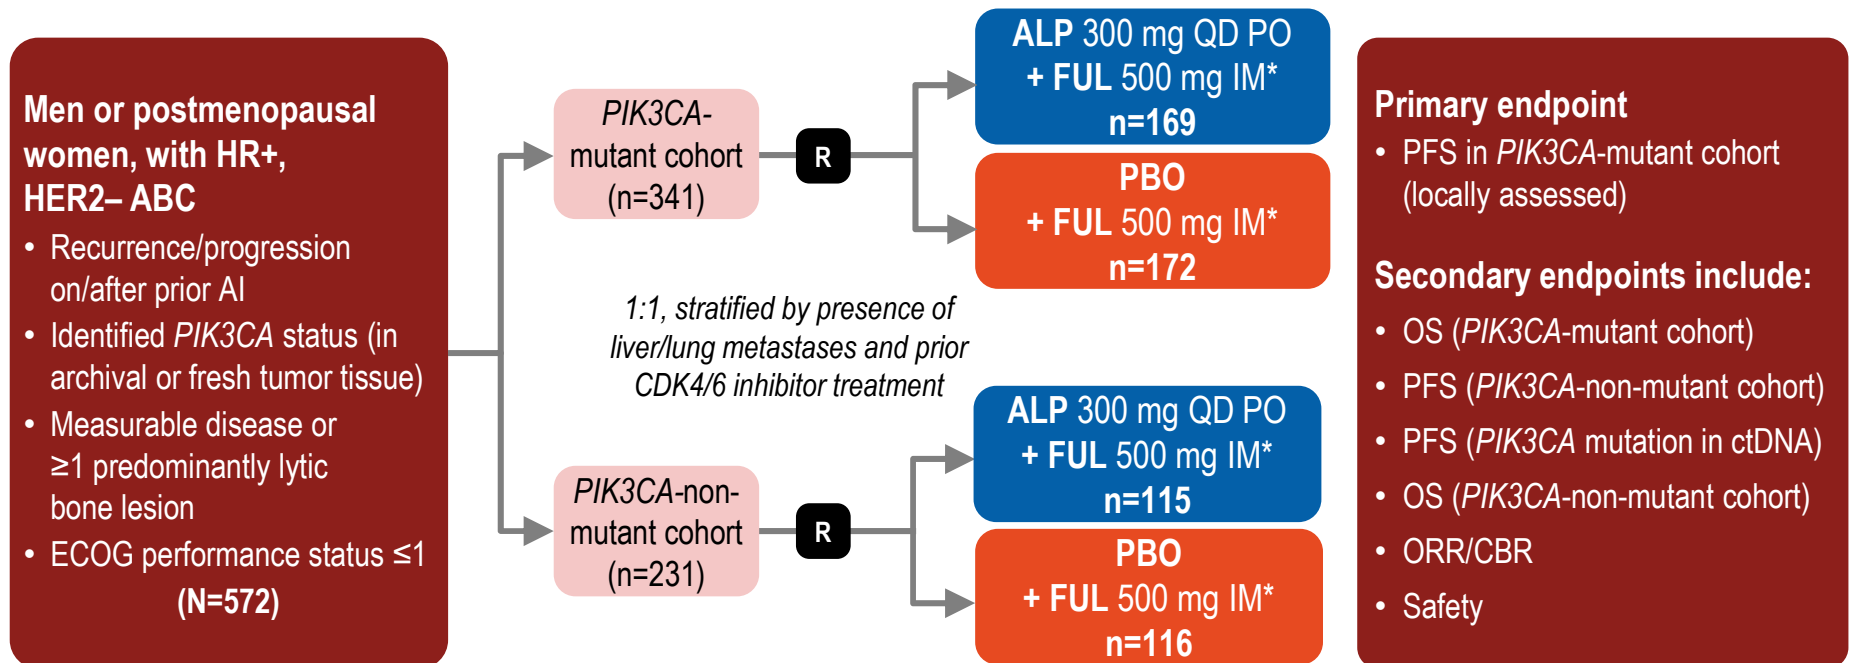 Men or postmenopausal
women, with HR+,
HER2– ABC
• Recurrence/progression
on/after prior AI
• Identified PIK3CA status (in
archival or fresh tumor tissue)
• Measurable disease or
≥1 predominantly lytic
bone lesion
• ECOG performance status ≤1
(N=572)
PIK3CA-
mutant cohort
(n=341)
R
ALP 300 mg QD PO
+ FUL 500 mg IM*
n=169
PBO
+ FUL 500 mg IM*
n=172
1:1, stratified by presence of
liver/lung metastases and prior
CDK4/6 inhibitor treatment
PIK3CA-non-
mutant cohort
(n=231)
R
ALP 300 mg QD PO
+ FUL 500 mg IM*
n=115
PBO
+ FUL 500 mg IM*
n=116
Primary endpoint
• PFS in PIK3CA-mutant cohort
(locally assessed)
Secondary endpoints include:
• OS (PIK3CA-mutant cohort)
• PFS (PIK3CA-non-mutant cohort)
• PFS (PIK3CA mutation in ctDNA)
• OS (PIK3CA-non-mutant cohort)
• ORR/CBR
• Safety